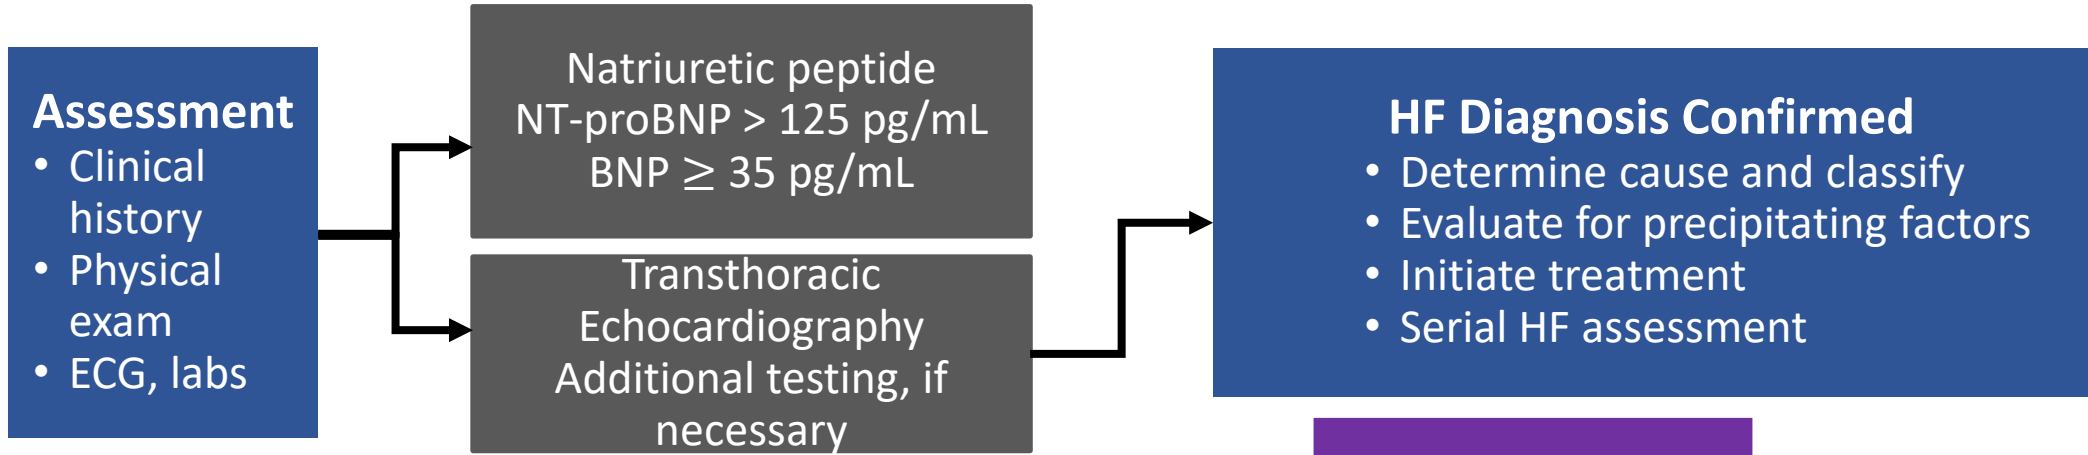 Assessment
• Clinical
history
• Physical
exam
• ECG, labs
Natriuretic peptide
NT-proBNP > 125 pg/mL
BNP ≥ 35 pg/mL
Transthoracic
Echocardiography
Additional testing, if
necessary
HF Diagnosis Confirmed
• Determine cause and classify
• Evaluate for precipitating factors
• Initiate treatment
• Serial HF assessment